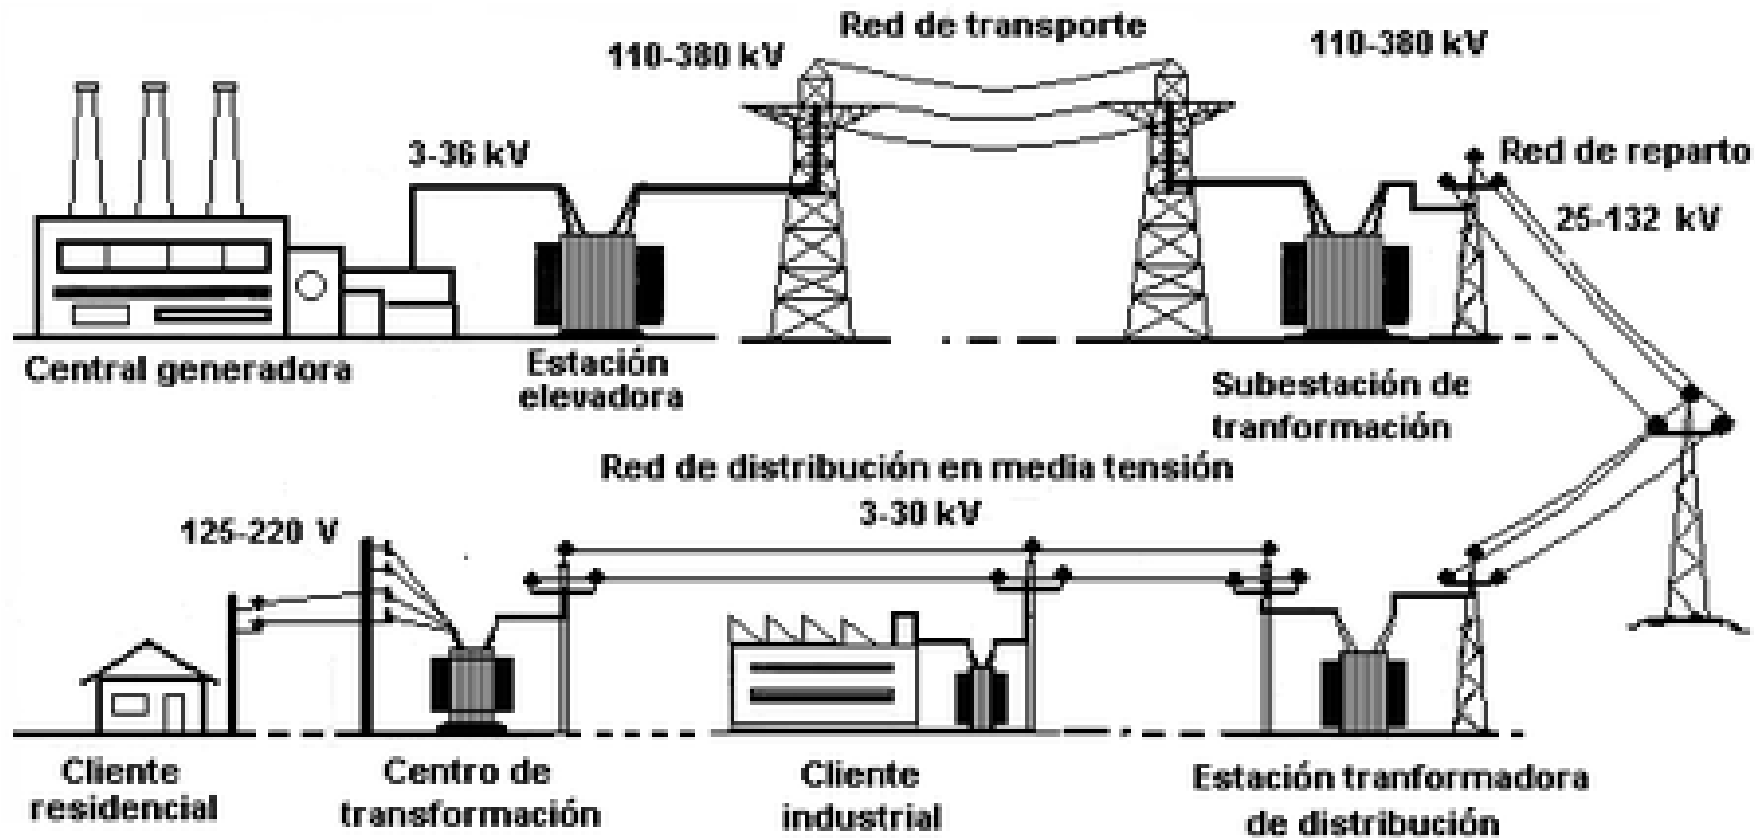 Red de transporte
110-380 kV
110-380 kV
3-36 kV
Red de reparto
25-132 kV
Central generadora
Estación
elevadora
Subestación de
tranformación
Red de distribución en media tensión
3-30 kV
125-220 V
Cliente
residencial
Centro de
transformación
Cliente
industrial
Estación tranformadora
de distribución